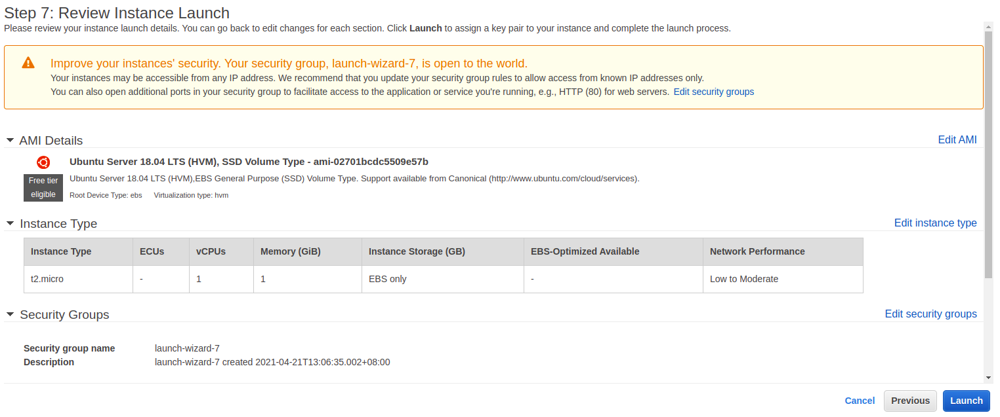 Step 7: Review Instance Launch
Please review your instance launch details. You can go back to edit changes for each section. Click Launch to assign a key pair to your instance and complete the launch process.
Improve your instances' security. Your security group, launch-wizard-7, is open to the world.
Your instances may be accessible from any IP address. We recommend that you update your security group rules to allow access from known IP addresses only.
You can also open additional ports in your security group to facilitate access to the application or service you're running, e.g., HTTP (80) for web servers. Edit security groups
AMI Details Edit AMI
Ubuntu Server 18.04 LTS (HVM), SSD Volume Type - ami-02701bcdc5509e57b
Free tier eligible
Ubuntu Server 18.04 LTS (HVM),EBS General Purpose (SSD) Volume Type. Support available from Canonical (http://www.ubuntu.com/cloud/services).
Root Device Type: ebs Virtualization type: hvm
Instance Type Edit instance type
Instance Type ECUs vCPUs Memory (GiB) Instance Storage (GB) EBS-Optimized Available Network Performance
t2.micro - 1 1 EBS only - Low to Moderate
Security Groups Edit security groups
Security group name launch-wizard-7
Description launch-wizard-7 created 2021-04-21T13:06:35.002+08:00
Cancel Previous Launch